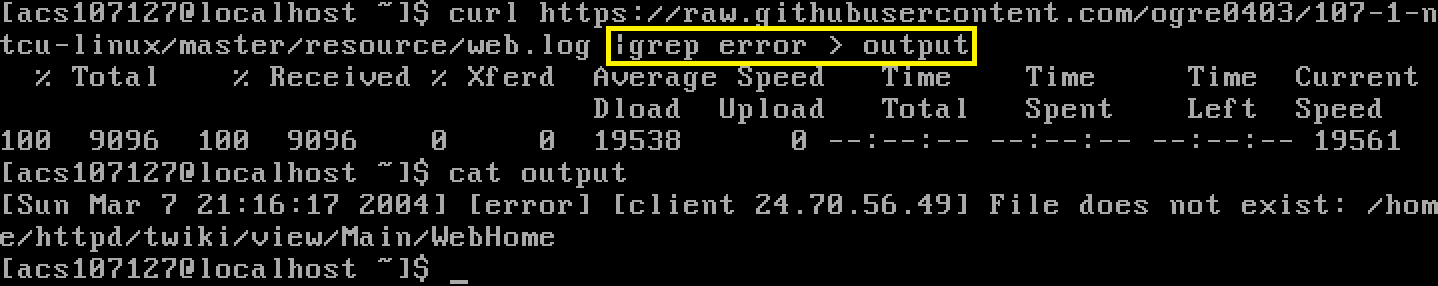 [acs107127@localhost ~]$ curl https://raw.githubusercontent.com/ogre0403/107-1-n
tcu-linux/master/resource/web.log |grep error > output
  % Total    % Received % Xferd  Average Speed   Time    Time     Time  Current
                                 Dload  Upload   Total   Spent    Left  Speed
100  9096  100  9096    0     0  19538      0 --:--:-- --:--:-- --:--:-- 19561
[acs107127@localhost ~]$ cat output
[Sun Mar 7 21:16:17 2004] [error] [client 24.70.56.49] File does not exist: /hom
e/httpd/twiki/view/Main/WebHome
[acs107127@localhost ~]$ _